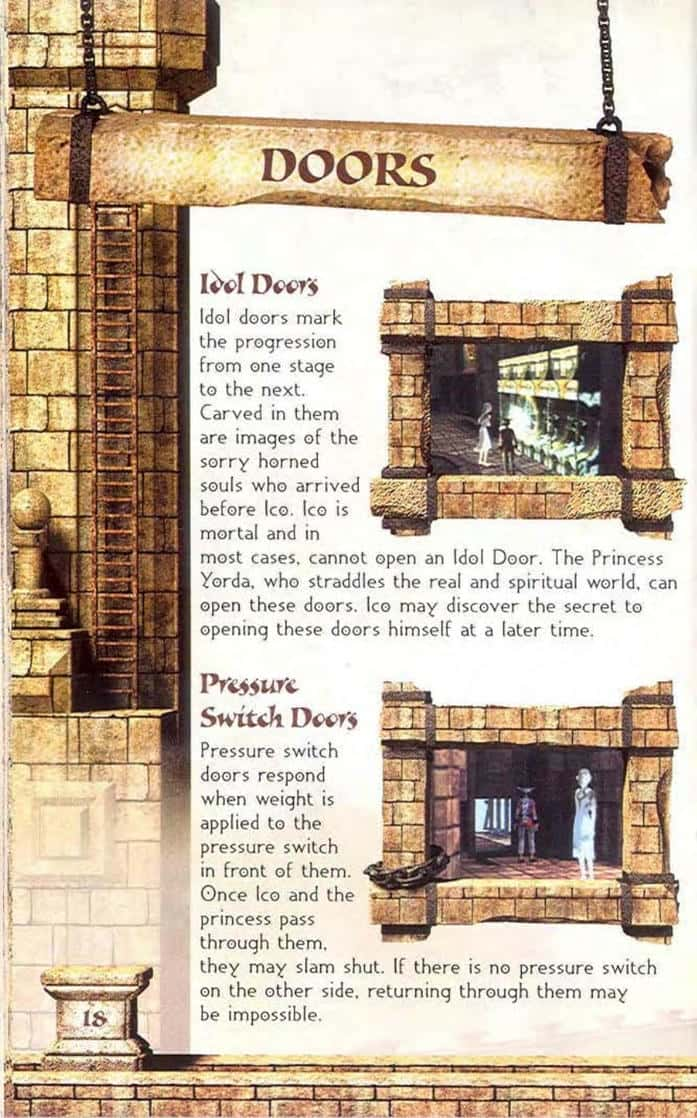 DOORS
Idol Doors
Idol doors mark
the progression
from one stage
to the next.
Carved in them
are images of the
sorry horned
souls who arrived
before Ico. Ico is
mortal and in
most cases, cannot open an Idol Door. The Princess
Yorda, who straddles the real and spiritual world, can
open these doors. Ico may discover the secret to
opening these doors himself at a later time.
Pressure
Switch Doors
Pressure switch
doors respond
when weight is
applied to the
pressure switch
in front of them.
Once Ico and the
princess pass
through them,
they may slam shut. If there is no pressure switch
on the other side, returning through them may
be impossible.
18